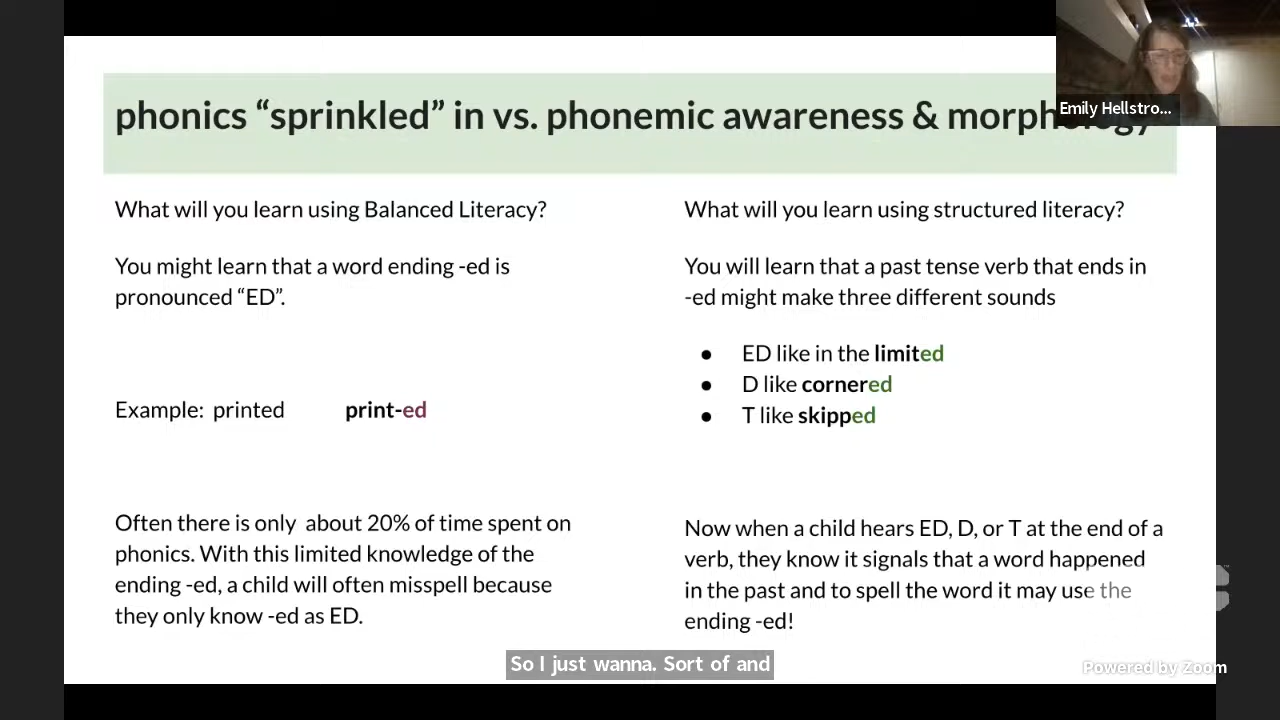 phonics “sprinkled” in vs. phonemic awareness & morphology
Emily Hellstro...
What will you learn using Balanced Literacy?
You might learn that a word ending -ed is
pronounced “ED”.
Example: printed print-ed
Often there is only about 20% of time spent on
phonics. With this limited knowledge of the
ending -ed, a child will often misspell because
they only know -ed as ED.
What will you learn using structured literacy?
You will learn that a past tense verb that ends in
-ed might make three different sounds
● ED like in the limited
● D like cornered
● T like skipped
Now when a child hears ED, D, or T at the end of a
verb, they know it signals that a word happened
in the past and to spell the word it may use the
ending -ed!
So I just wanna. Sort of and
Powered by Zoom